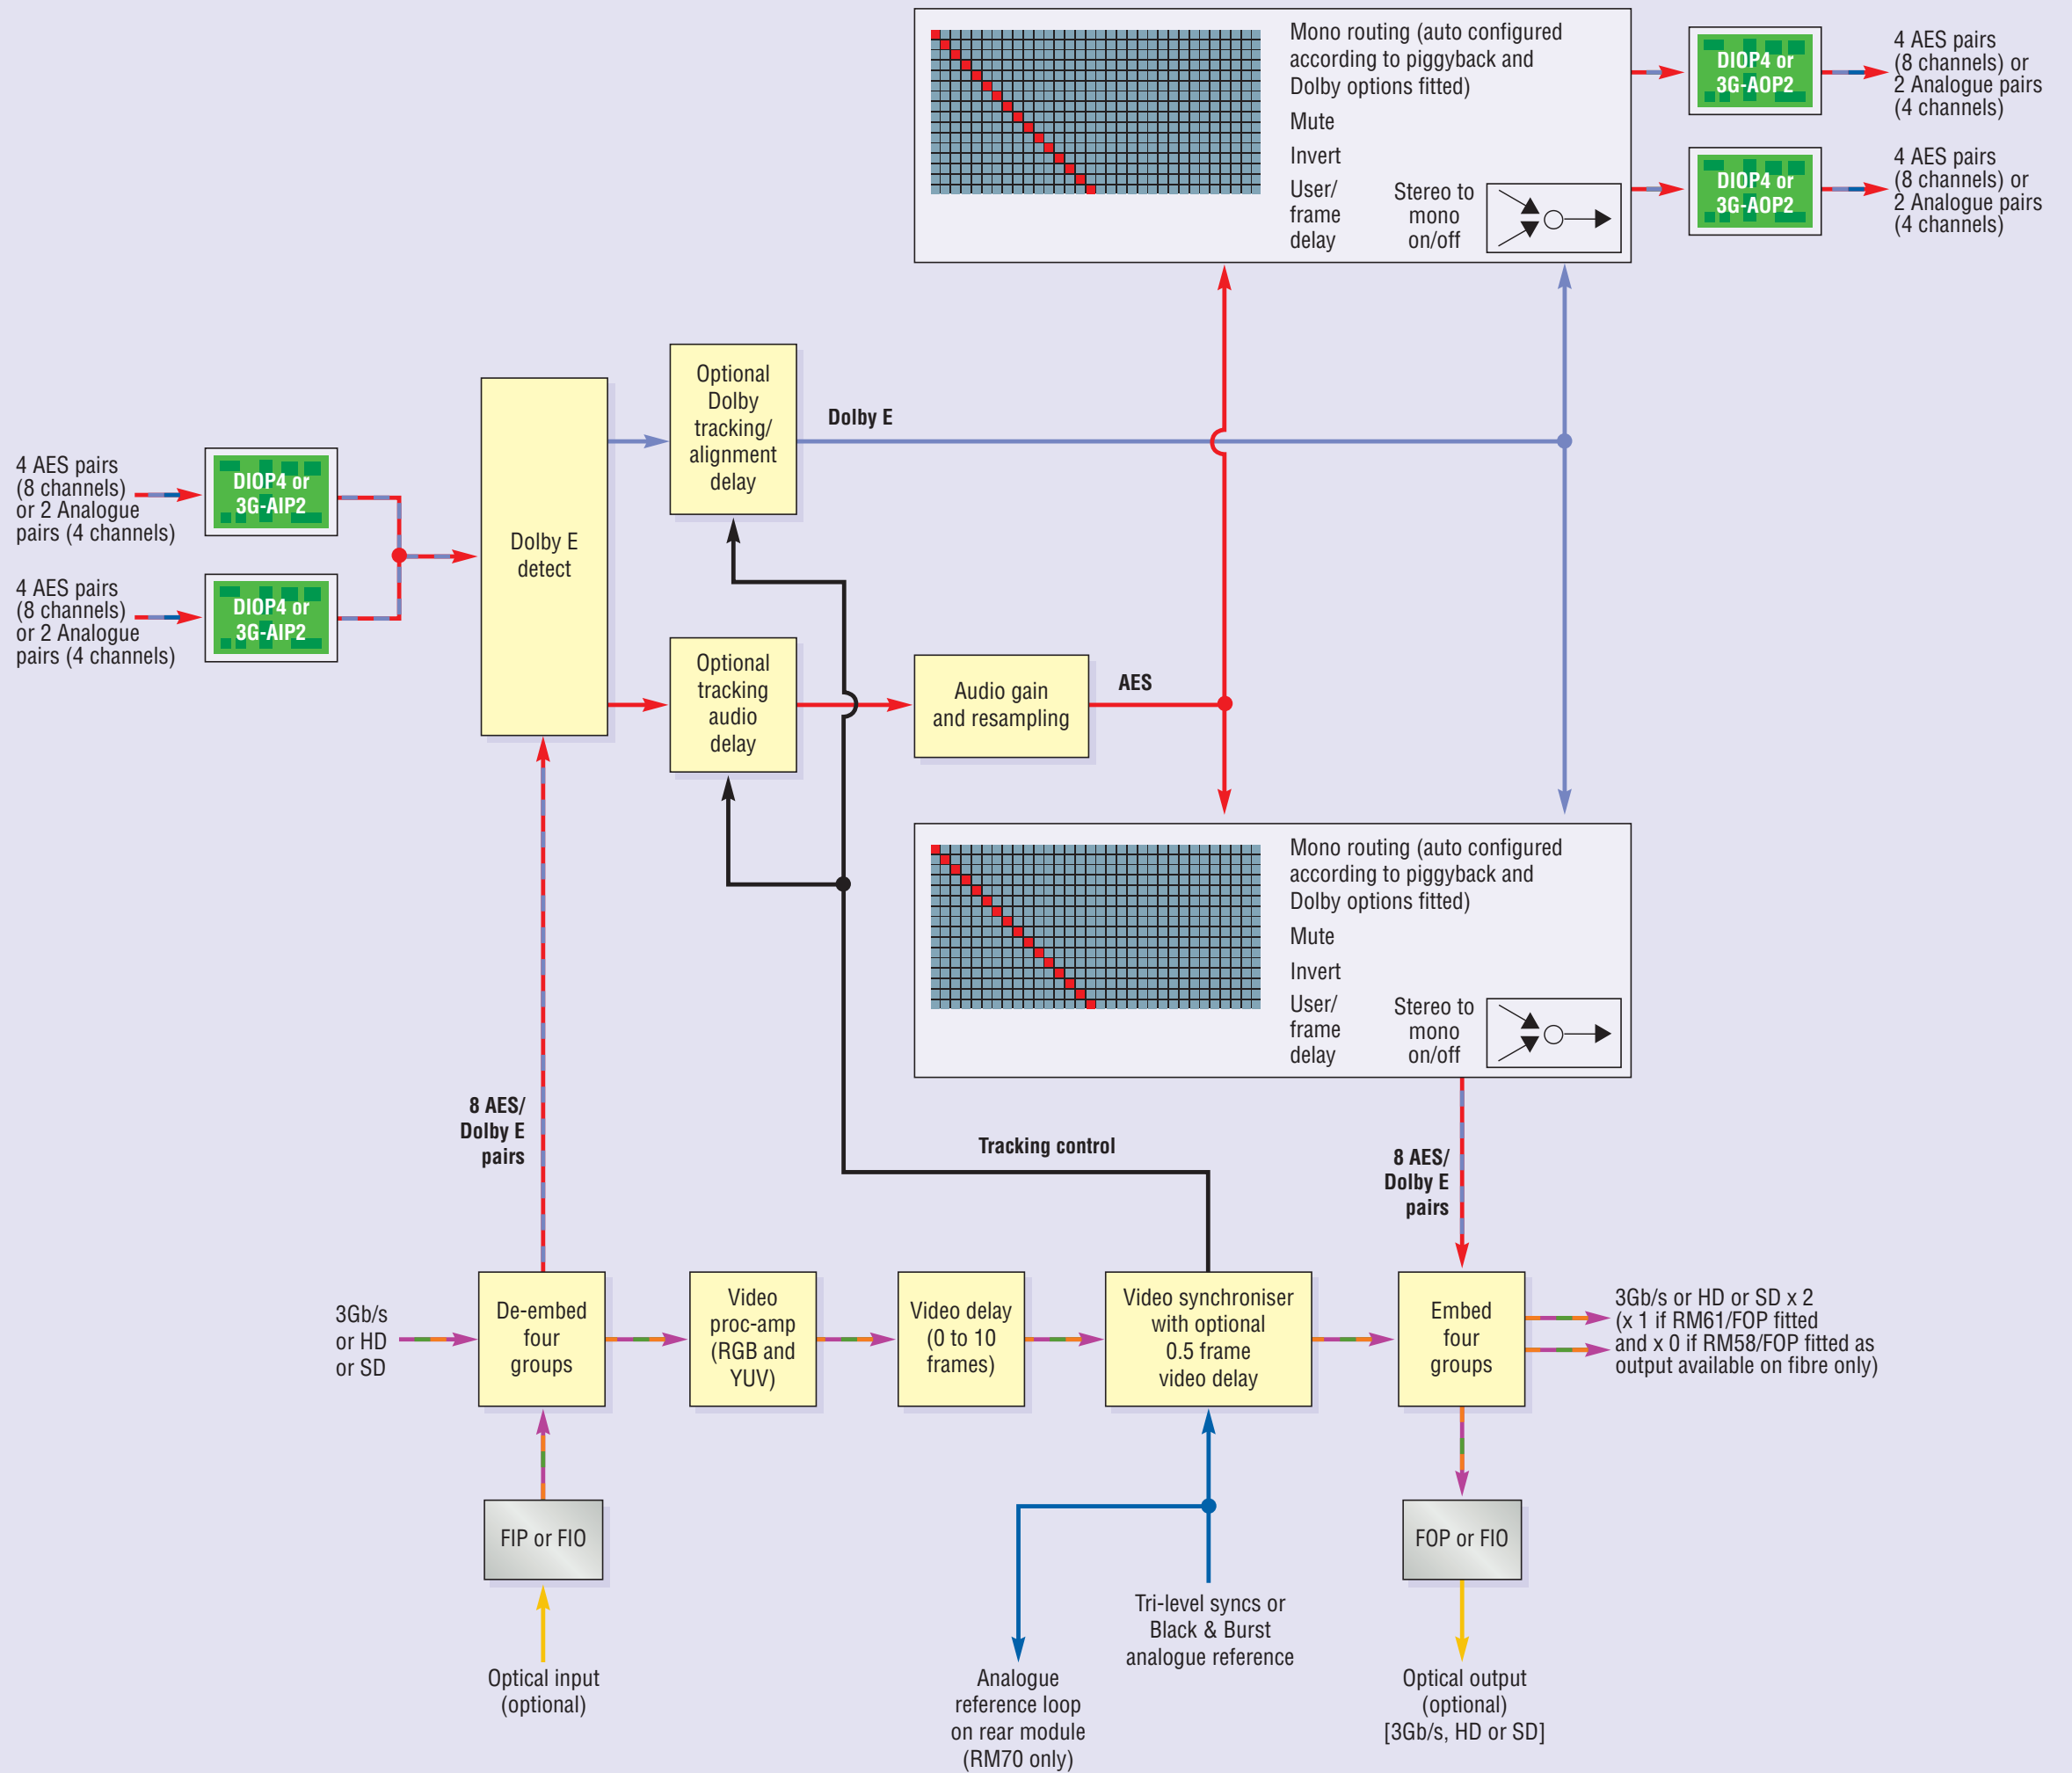 Mono routing (auto configured
according to piggyback and
Dolby options fitted)
Mute
Invert
User/
frame
delay
Stereo to
mono
on/off
DIOP4 or
3G-AOP2
4 AES pairs
(8 channels) or
2 Analogue pairs
(4 channels)
DIOP4 or
3G-AOP2
4 AES pairs
(8 channels) or
2 Analogue pairs
(4 channels)
4 AES pairs
(8 channels)
or 2 Analogue
pairs (4 channels)
DIOP4 or
3G-AIP2
4 AES pairs
(8 channels)
or 2 Analogue
pairs (4 channels)
DIOP4 or
3G-AIP2
Dolby E
detect
Optional
Dolby
tracking/
alignment
delay
Dolby E
Optional
tracking
audio
delay
Audio gain
and resampling
AES
Mono routing (auto configured
according to piggyback and
Dolby options fitted)
Mute
Invert
User/
frame
delay
Stereo to
mono
on/off
8 AES/
Dolby E
pairs
Tracking control
8 AES/
Dolby E
pairs
3Gb/s
or HD
or SD
De-embed
four
groups
Video
proc-amp
(RGB and
YUV)
Video delay
(0 to 10
frames)
Video synchroniser
with optional
0.5 frame
video delay
Embed
four
groups
3Gb/s or HD or SD x 2
(x 1 if RM61/FOP fitted
and x 0 if RM58/FOP fitted as
output available on fibre only)
FIP or FIO
FOP or FIO
Optical input
(optional)
Analogue
reference loop
on rear module
(RM70 only)
Tri-level syncs or
Black & Burst
analogue reference
Optical output
(optional)
[3Gb/s, HD or SD]